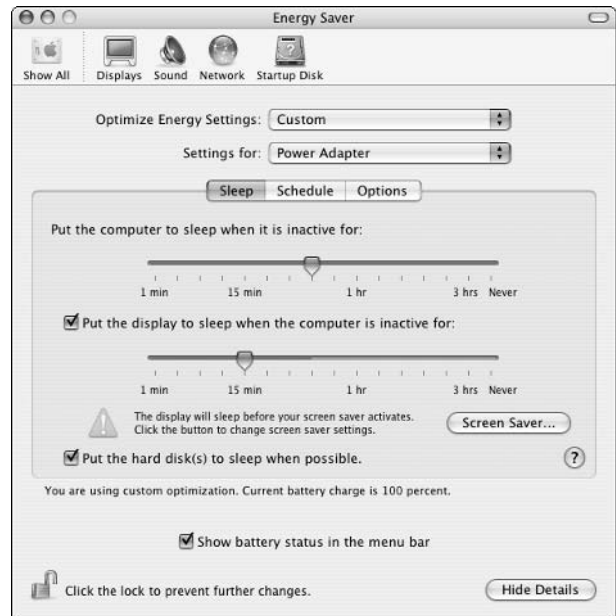 Energy Saver
Show All Displays Sound Network Startup Disk
Optimize Energy Settings: Custom
Settings for: Power Adapter
Sleep Schedule Options
Put the computer to sleep when it is inactive for:
1 min 15 min 1 hr 3 hrs Never
Put the display to sleep when the computer is inactive for:
1 min 15 min 1 hr 3 hrs Never
The display will sleep before your screen saver activates.
Click the button to change screen saver settings.
Screen Saver...
Put the hard disk(s) to sleep when possible. ?
You are using custom optimization. Current battery charge is 100 percent.
Show battery status in the menu bar
Click the lock to prevent further changes. Hide Details